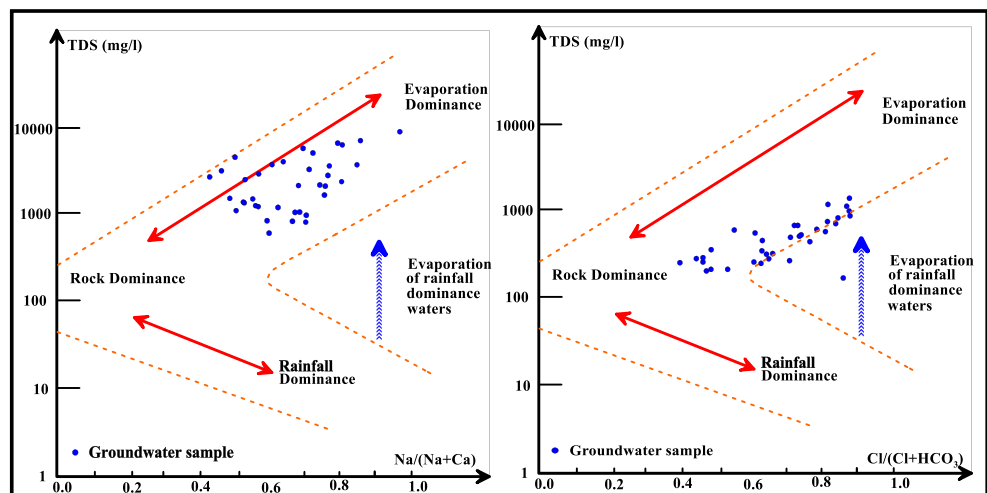 TDS (mg/l)
Evaporation
Dominance
10000
1000
Rock Dominance
Evaporation
of rainfall
dominance
waters
100
Rainfall
Dominance
10
Groundwater sample
Na/(Na+Ca)
1
0.0
0.2
0.4
0.6
0.8
1.0
TDS (mg/l)
Evaporation
Dominance
10000
1000
Rock Dominance
Evaporation
of rainfall
dominance
waters
100
Rainfall
Dominance
10
Groundwater sample
Cl/(Cl+HCO₃)
1
0.0
0.2
0.4
0.6
0.8
1.0